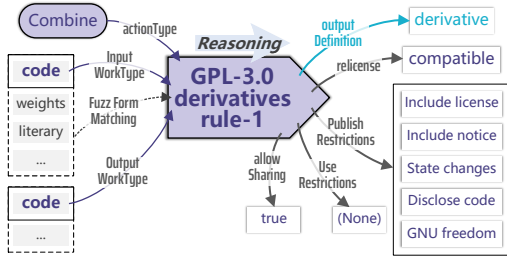 Combine
actionType
Reasoning
output
Definition
derivative
code
Input
WorkType
relicense
compatible
weights
literary
...
Fuzz Form
Matching
GPL-3.0
derivatives
rule-1
Include license
Include notice
State changes
Disclose code
GNU freedom
Publish
Restrictions
Output
WorkType
allow
Sharing
Use
Restrictions
code
...
true
(None)